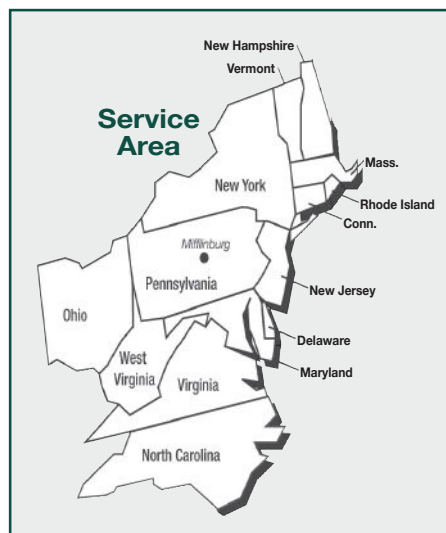 New Hampshire
Vermont
Service
Area
Mass.
New York
Rhode Island
Conn.
Mifflinburg
Pennsylvania
New Jersey
Ohio
Delaware
West
Virginia
Maryland
Virginia
North Carolina